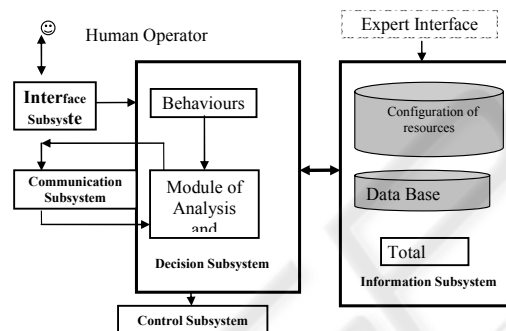 Human Operator
Expert Interface
Interface
Subsyste
Behaviours
Configuration of
resources
Communication
Subsystem
Module of
Analysis
and
Data Base
Total
Decision Subsystem
Information Subsystem
Control Subsystem